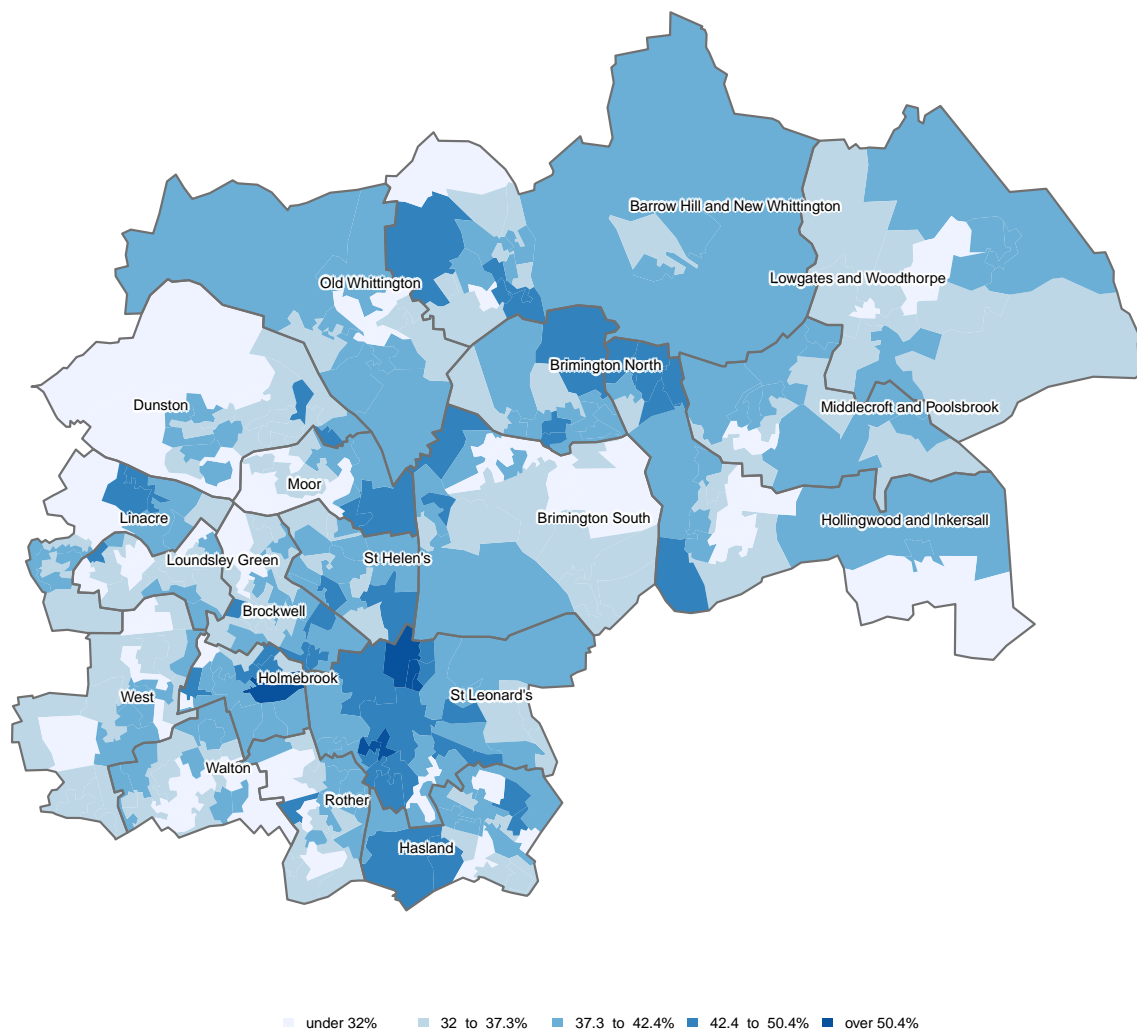 Barrow Hill and New Whittington
Lowgates and Woodthorpe
Old Whittington
Brimington North
Dunston
Middlecroft and Poolsbrook
Moor
Linacre
Brimington South
Hollingwood and Inkersall
Loundsley Green
St Helen's
Brockwell
Holmebrook
West
St Leonard's
Walton
Rother
Hasland
under 32% 32 to 37.3% 37.3 to 42.4% 42.4 to 50.4% over 50.4%